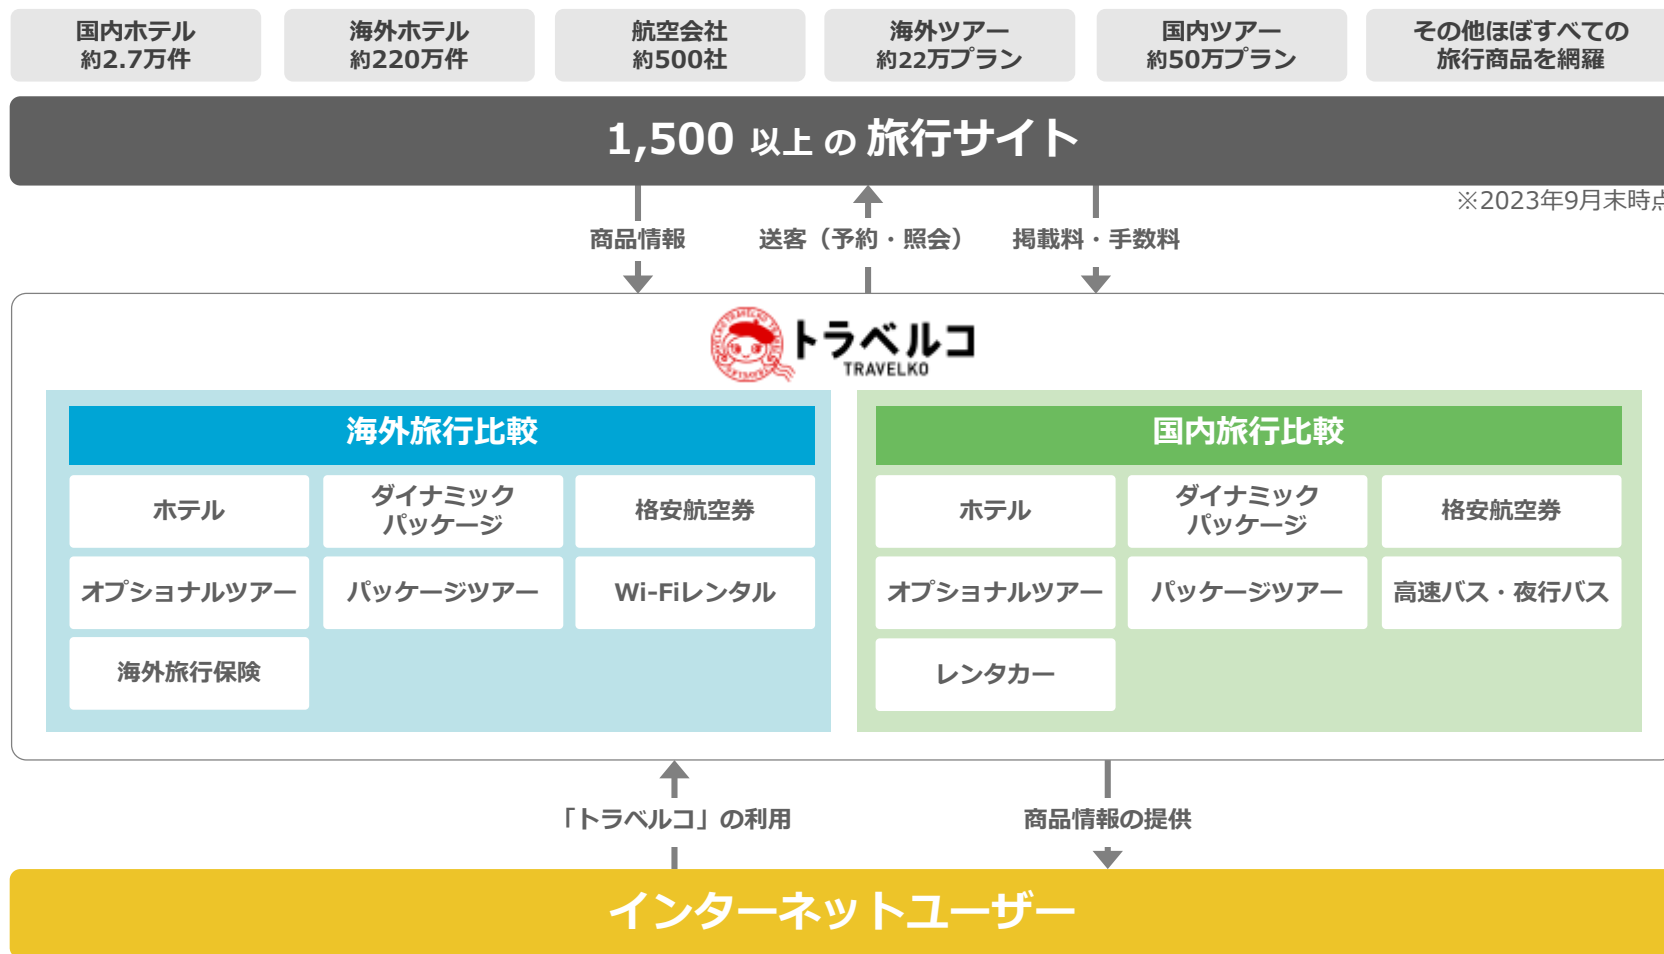 国内ホテル
約2.7万件
海外ホテル
約220万件
航空会社
約500社
海外ツアー
約22万プラン
国内ツアー
約50万プラン
その他ほぼすべての
旅行商品を網羅
1,500 以上 の 旅行サイト
※2023年9月末時点
商品情報
送客（予約・照会）
掲載料・手数料
トラベルコ
TRAVELKO
海外旅行比較
ホテル
ダイナミック
パッケージ
格安航空券
オプショナルツアー
パッケージツアー
Wi-Fiレンタル
海外旅行保険
国内旅行比較
ホテル
ダイナミック
パッケージ
格安航空券
オプショナルツアー
パッケージツアー
高速バス・夜行バス
レンタカー
「トラベルコ」の利用
商品情報の提供
インターネットユーザー